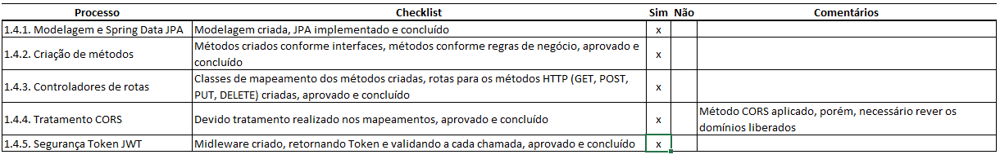 Processo Checklist Sim Não Comentários
1.4.1. Modelagem e Spring Data JPA Modelagem criada, JPA implementado e concluído x
1.4.2. Criação de métodos Métodos criados conforme interfaces, métodos conforme regras de negócio, aprovado e
concluído x
1.4.3. Controladores de rotas Classes de mapeamento dos métodos criadas, rotas para os métodos HTTP (GET, POST,
PUT, DELETE) criadas, aprovado e concluído x
1.4.4. Tratamento CORS Devido tratamento realizado nos mapeamentos, aprovado e concluído x Método CORS aplicado, porém, necessário rever os
domínios liberados
1.4.5. Segurança Token JWT Midleware criado, retornando Token e validando a cada chamada, aprovado e concluído x